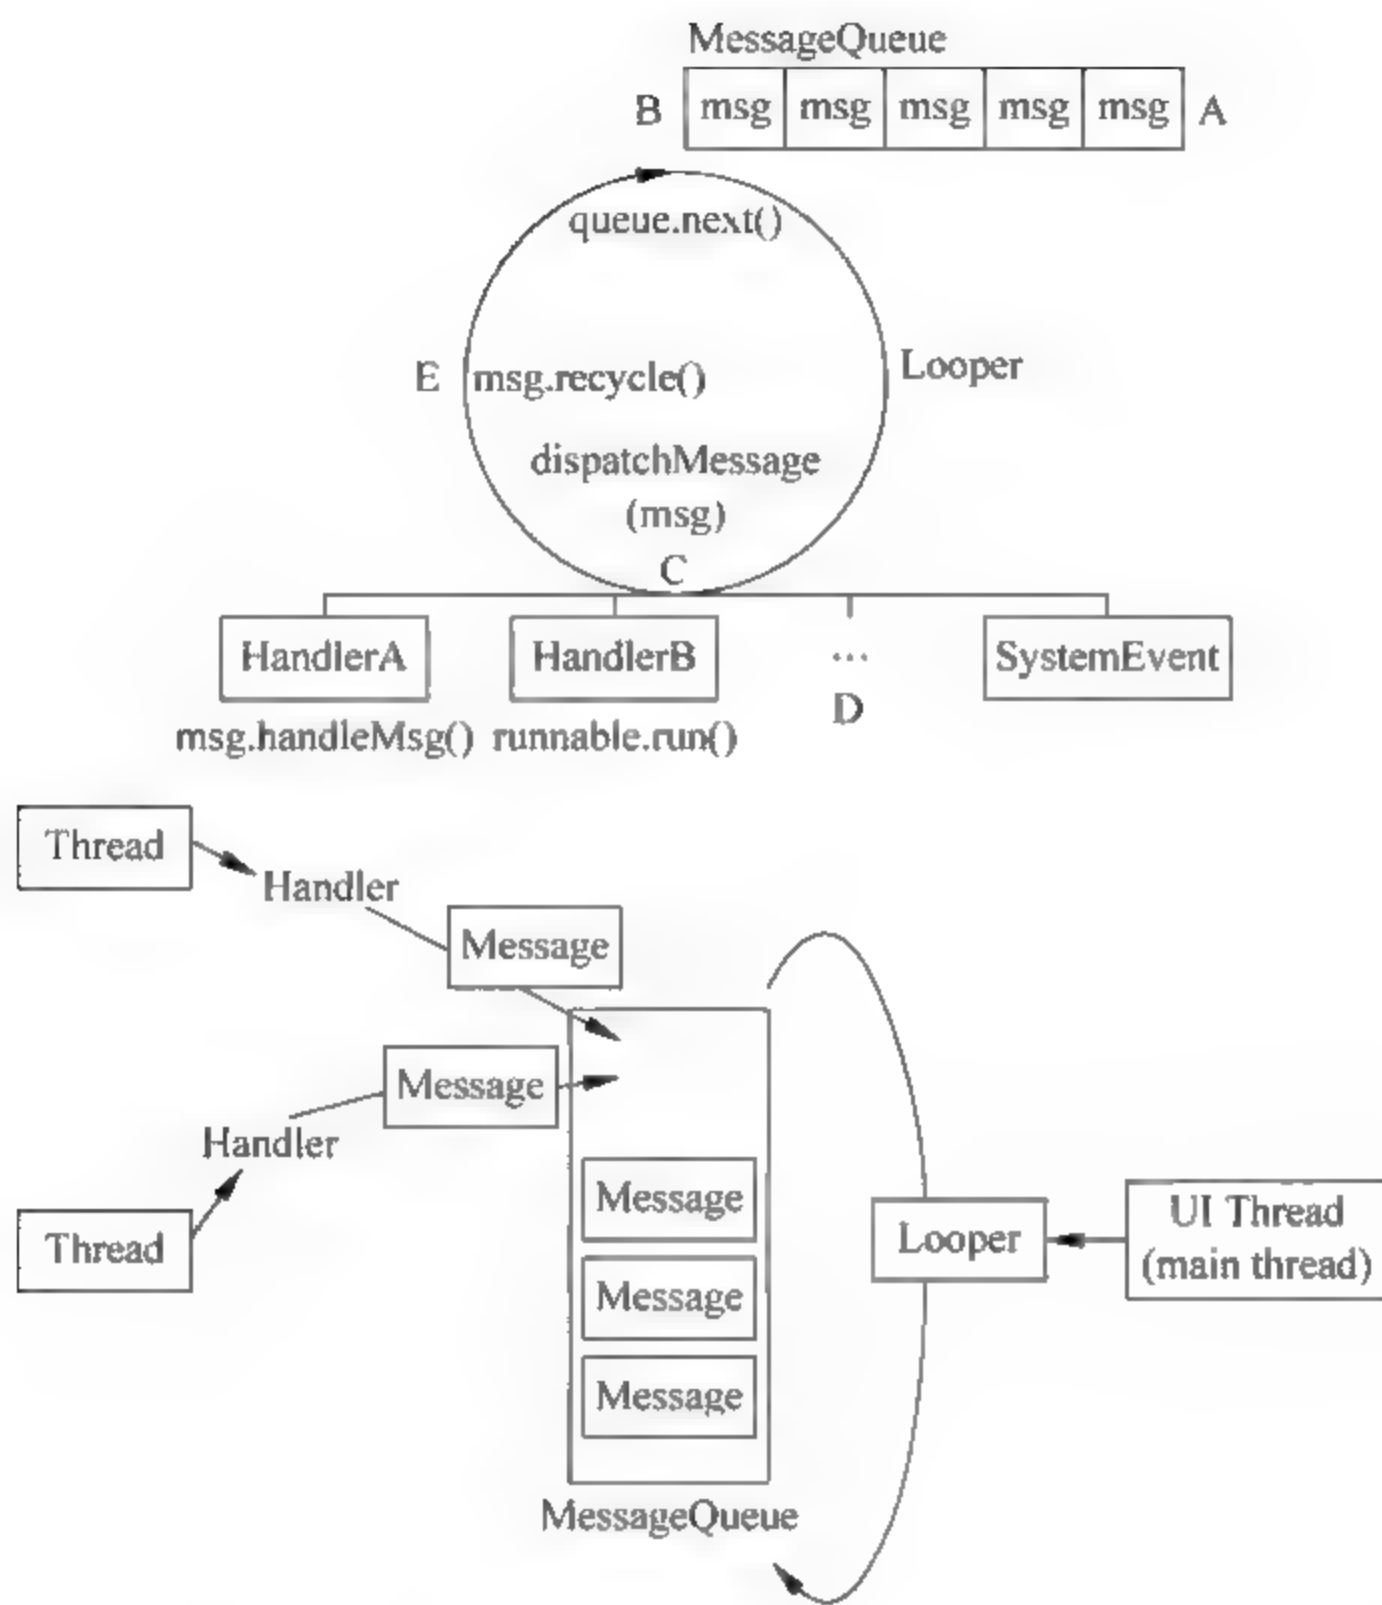 MessageQueue
B msg msg msg msg msg A
queue.next()
E msg.recycle() Looper
dispatchMessage
(msg)
C
HandlerA HandlerB ... SystemEvent
D
msg.handleMsg() runnable.run()
Thread
Handler
Message
Message
Handler
Thread
Message
Message
Message
MessageQueue
Looper
UI Thread
(main thread)